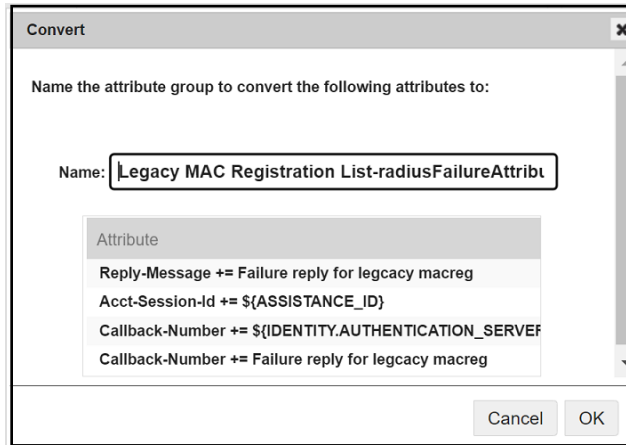 Convert
Name the attribute group to convert the following attributes to:
Name: Legacy MAC Registration List-radiusFailureAttribu
Attribute
Reply-Message += Failure reply for legcacy macreg
Acct-Session-Id += ${ASSISTANCE_ID}
Callback-Number += ${IDENTITY.AUTHENTICATION_SERVER
Callback-Number += Failure reply for legcacy macreg
Cancel OK